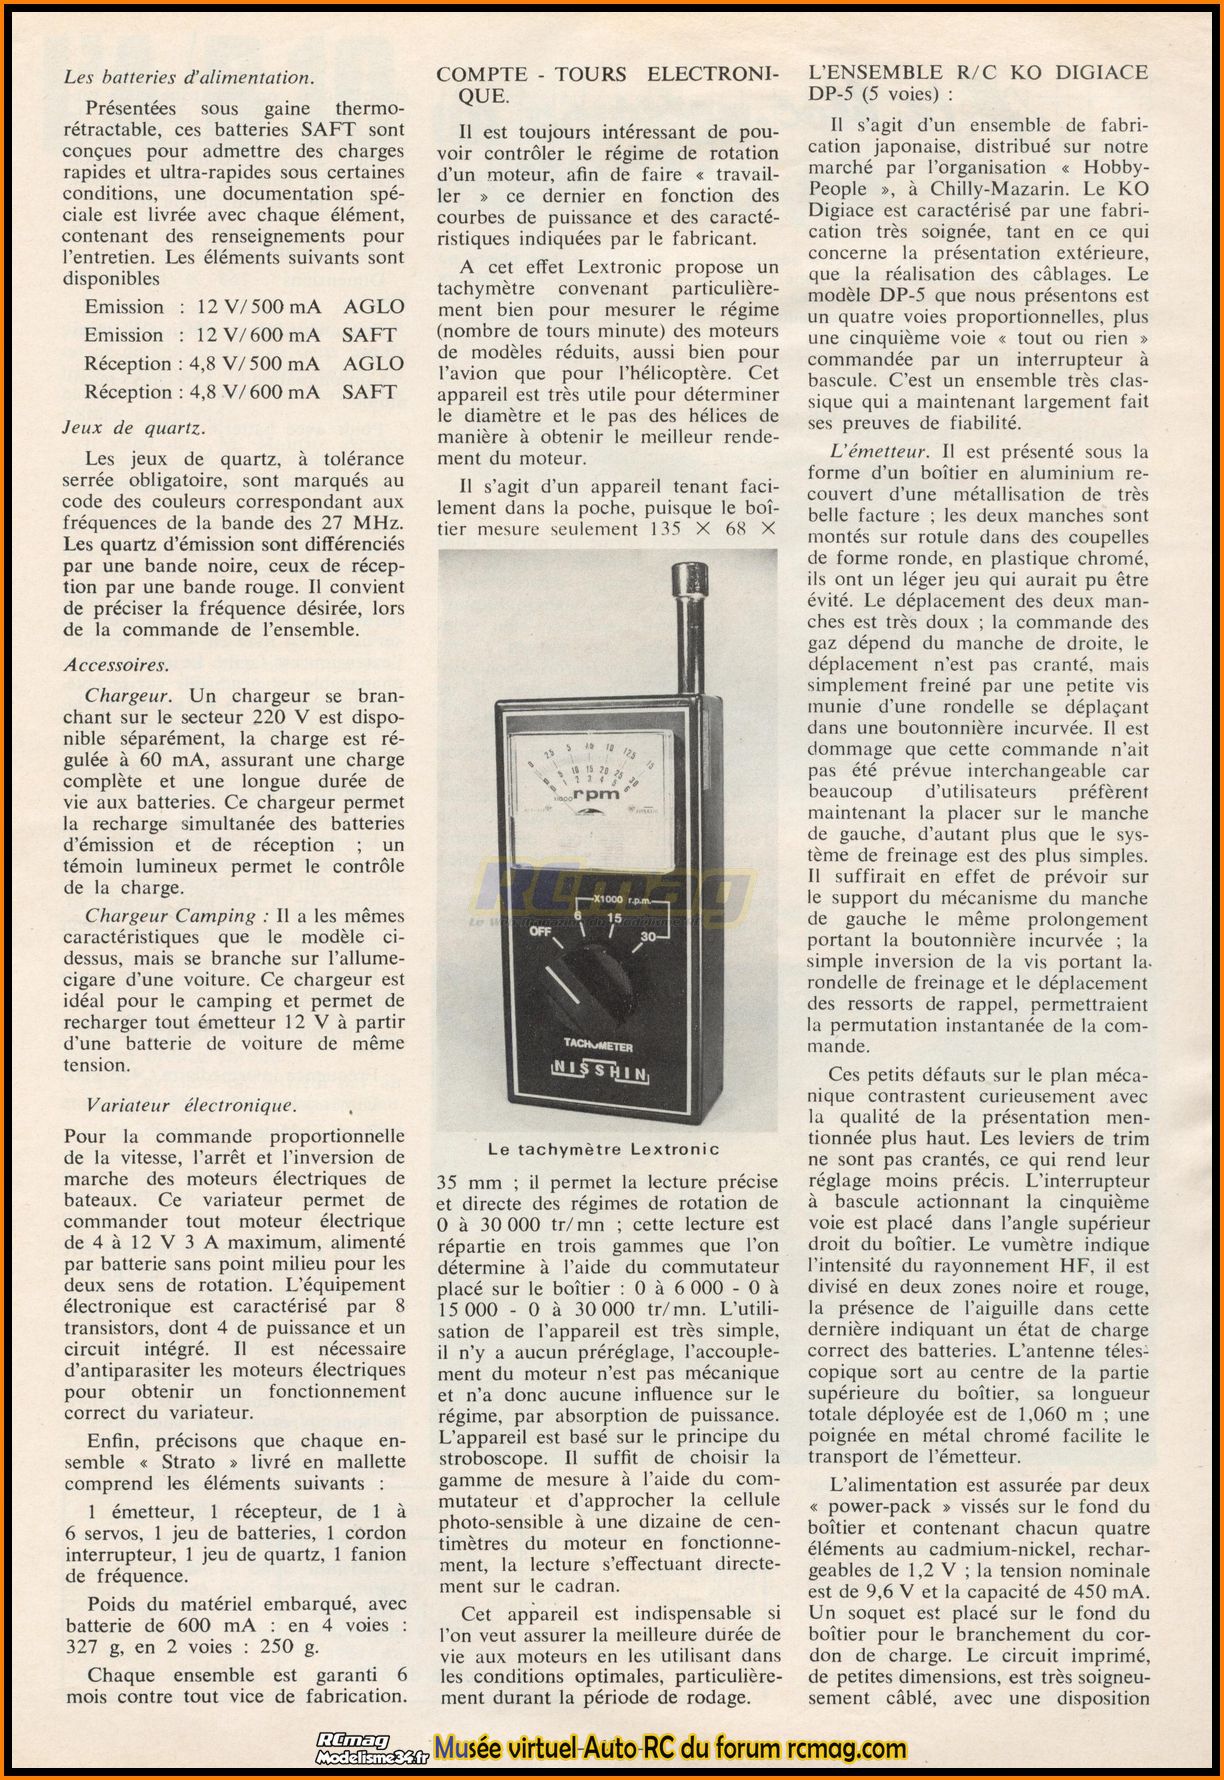 Les batteries d'alimentation.
Présentées sous gaine thermo-
rétractable, ces batteries SAFT sont
conçues pour admettre des charges
rapides et ultra-rapides sous certaines
conditions, une documentation spé-
ciale est livrée avec chaque élément,
contenant des renseignements pour
l'entretien. Les éléments suivants sont
disponibles
Emission : 12 V/500 mA AGLO
Emission : 12 V/600 mA SAFT
Réception : 4,8 V/500 mA AGLO
Réception : 4,8 V/600 mA SAFT
Jeux de quartz.
Les jeux de quartz, à tolérance
serrée obligatoire, sont marqués au
code des couleurs correspondant aux
fréquences de la bande des 27 MHz.
Les quartz d'émission sont différenciés
par une bande noire, ceux de récep-
tion par une bande rouge. Il convient
de préciser la fréquence désirée, lors
de la commande de l'ensemble.
Accessoires.
Chargeur. Un chargeur se bran-
chant sur le secteur 220 V est dispo-
nible séparément, la charge est ré-
gulée à 60 mA, assurant une charge
complète et une longue durée de
vie aux batteries. Ce chargeur permet
la recharge simultanée des batteries
d'émission et de réception ; un
témoin lumineux permet le contrôle
de la charge.
Chargeur Camping : Il a les mêmes
caractéristiques que le modèle ci-
dessus, mais se branche sur l'allume-
cigare d'une voiture. Ce chargeur est
idéal pour le camping et permet de
recharger tout émetteur 12 V à partir
d'une batterie de voiture de même
tension.
Variateur électronique.
Pour la commande proportionnelle
de la vitesse, l'arrêt et l'inversion de
marche des moteurs électriques de
bateaux. Ce variateur permet de
commander tout moteur électrique
de 4 à 12 V 3 A maximum, alimenté
par batterie sans point milieu pour les
deux sens de rotation. L'équipement
électronique est caractérisé par 8
transistors, dont 4 de puissance et un
circuit intégré. Il est nécessaire
d'antiparasiter les moteurs électriques
pour obtenir un fonctionnement
correct du variateur.
Enfin, précisons que chaque en-
semble « Strato » livré en mallette
comprend les éléments suivants :
1 émetteur, 1 récepteur, de 1 à
6 servos, 1 jeu de batteries, 1 cordon
interrupteur, 1 jeu de quartz, 1 fanion
de fréquence.
Poids du matériel embarqué, avec
batterie de 600 mA : en 4 voies :
327 g, en 2 voies : 250 g.
Chaque ensemble est garanti 6
mois contre tout vice de fabrication.
COMPTE - TOURS ELECTRONI-
QUE.
Il est toujours intéressant de pou-
voir contrôler le régime de rotation
d'un moteur, afin de faire « travail-
ler » ce dernier en fonction des
courbes de puissance et des caracté-
ristiques indiquées par le fabricant.
A cet effet Lextronic propose un
tachymètre convenant particulière-
ment bien pour mesurer le régime
(nombre de tours minute) des moteurs
de modèles réduits, aussi bien pour
l'avion que pour l'hélicoptère. Cet
appareil est très utile pour déterminer
le diamètre et le pas des hélices de
manière à obtenir le meilleur rende-
ment du moteur.
Il s'agit d'un appareil tenant faci-
lement dans la poche, puisque le boî-
tier mesure seulement 135 × 68 ×
rpm
RCmag
X1000 r.p.m.
OFF 6 15 30
TACHOMETER
NISSHIN
Le tachymètre Lextronic
35 mm ; il permet la lecture précise
et directe des régimes de rotation de
0 à 30 000 tr/mn ; cette lecture est
répartie en trois gammes que l'on
détermine à l'aide du commutateur
placé sur le boîtier : 0 à 6 000 - 0 à
15 000 - 0 à 30 000 tr/mn. L'utili-
sation de l'appareil est très simple,
il n'y a aucun préréglage, l'accouple-
ment du moteur n'est pas mécanique
et n'a donc aucune influence sur le
régime, par absorption de puissance.
L'appareil est basé sur le principe du
stroboscope. Il suffit de choisir la
gamme de mesure à l'aide du com-
mutateur et d'approcher la cellule
photo-sensible à une dizaine de cen-
timètres du moteur en fonctionne-
ment, la lecture s'effectuant directe-
ment sur le cadran.
Cet appareil est indispensable si
l'on veut assurer la meilleure durée de
vie aux moteurs en les utilisant dans
les conditions optimales, particulière-
ment durant la période de rodage.
L'ENSEMBLE R/C KO DIGIACE
DP-5 (5 voies) :
Il s'agit d'un ensemble de fabri-
cation japonaise, distribué sur notre
marché par l'organisation « Hobby-
People », à Chilly-Mazarin. Le KO
Digiace est caractérisé par une fabri-
cation très soignée, tant en ce qui
concerne la présentation extérieure,
que la réalisation des câblages. Le
modèle DP-5 que nous présentons est
un quatre voies proportionnelles, plus
une cinquième voie « tout ou rien »
commandée par un interrupteur à
bascule. C'est un ensemble très clas-
sique qui a maintenant largement fait
ses preuves de fiabilité.
L'émetteur. Il est présenté sous la
forme d'un boîtier en aluminium re-
couvert d'une métallisation de très
belle facture ; les deux manches sont
montés sur rotule dans des coupelles
de forme ronde, en plastique chromé,
ils ont un léger jeu qui aurait pu être
évité. Le déplacement des deux man-
ches est très doux ; la commande des
gaz dépend du manche de droite, le
déplacement n'est pas cranté, mais
simplement freiné par une petite vis
munie d'une rondelle se déplaçant
dans une boutonnière incurvée. Il est
dommage que cette commande n'ait
pas été prévue interchangeable car
beaucoup d'utilisateurs préfèrent
maintenant la placer sur le manche
de gauche, d'autant plus que le sys-
tème de freinage est des plus simples.
Il suffirait en effet de prévoir sur
le support du mécanisme du manche
de gauche le même prolongement
portant la boutonnière incurvée ; la
simple inversion de la vis portant la
rondelle de freinage et le déplacement
des ressorts de rappel, permettraient
la permutation instantanée de la com-
mande.
Ces petits défauts sur le plan méca-
nique contrastent curieusement avec
la qualité de la présentation men-
tionnée plus haut. Les leviers de trim
ne sont pas crantés, ce qui rend leur
réglage moins précis. L'interrupteur
à bascule actionnant la cinquième
voie est placé dans l'angle supérieur
droit du boîtier. Le vumètre indique
l'intensité du rayonnement HF, il est
divisé en deux zones noire et rouge,
la présence de l'aiguille dans cette
dernière indiquant un état de charge
correct des batteries. L'antenne téles-
copique sort au centre de la partie
supérieure du boîtier, sa longueur
totale déployée est de 1,060 m ; une
poignée en métal chromé facilite le
transport de l'émetteur.
L'alimentation est assurée par deux
« power-pack » vissés sur le fond du
boîtier et contenant chacun quatre
éléments au cadmium-nickel, rechar-
geables de 1,2 V ; la tension nominale
est de 9,6 V et la capacité de 450 mA.
Un soquet est placé sur le fond du
boîtier pour le branchement du cor-
don de charge. Le circuit imprimé,
de petites dimensions, est très soigneu-
sement câblé, avec une disposition
RCmag
Modelisme34.fr
Musée virtuel Auto RC du forum rcmag.com